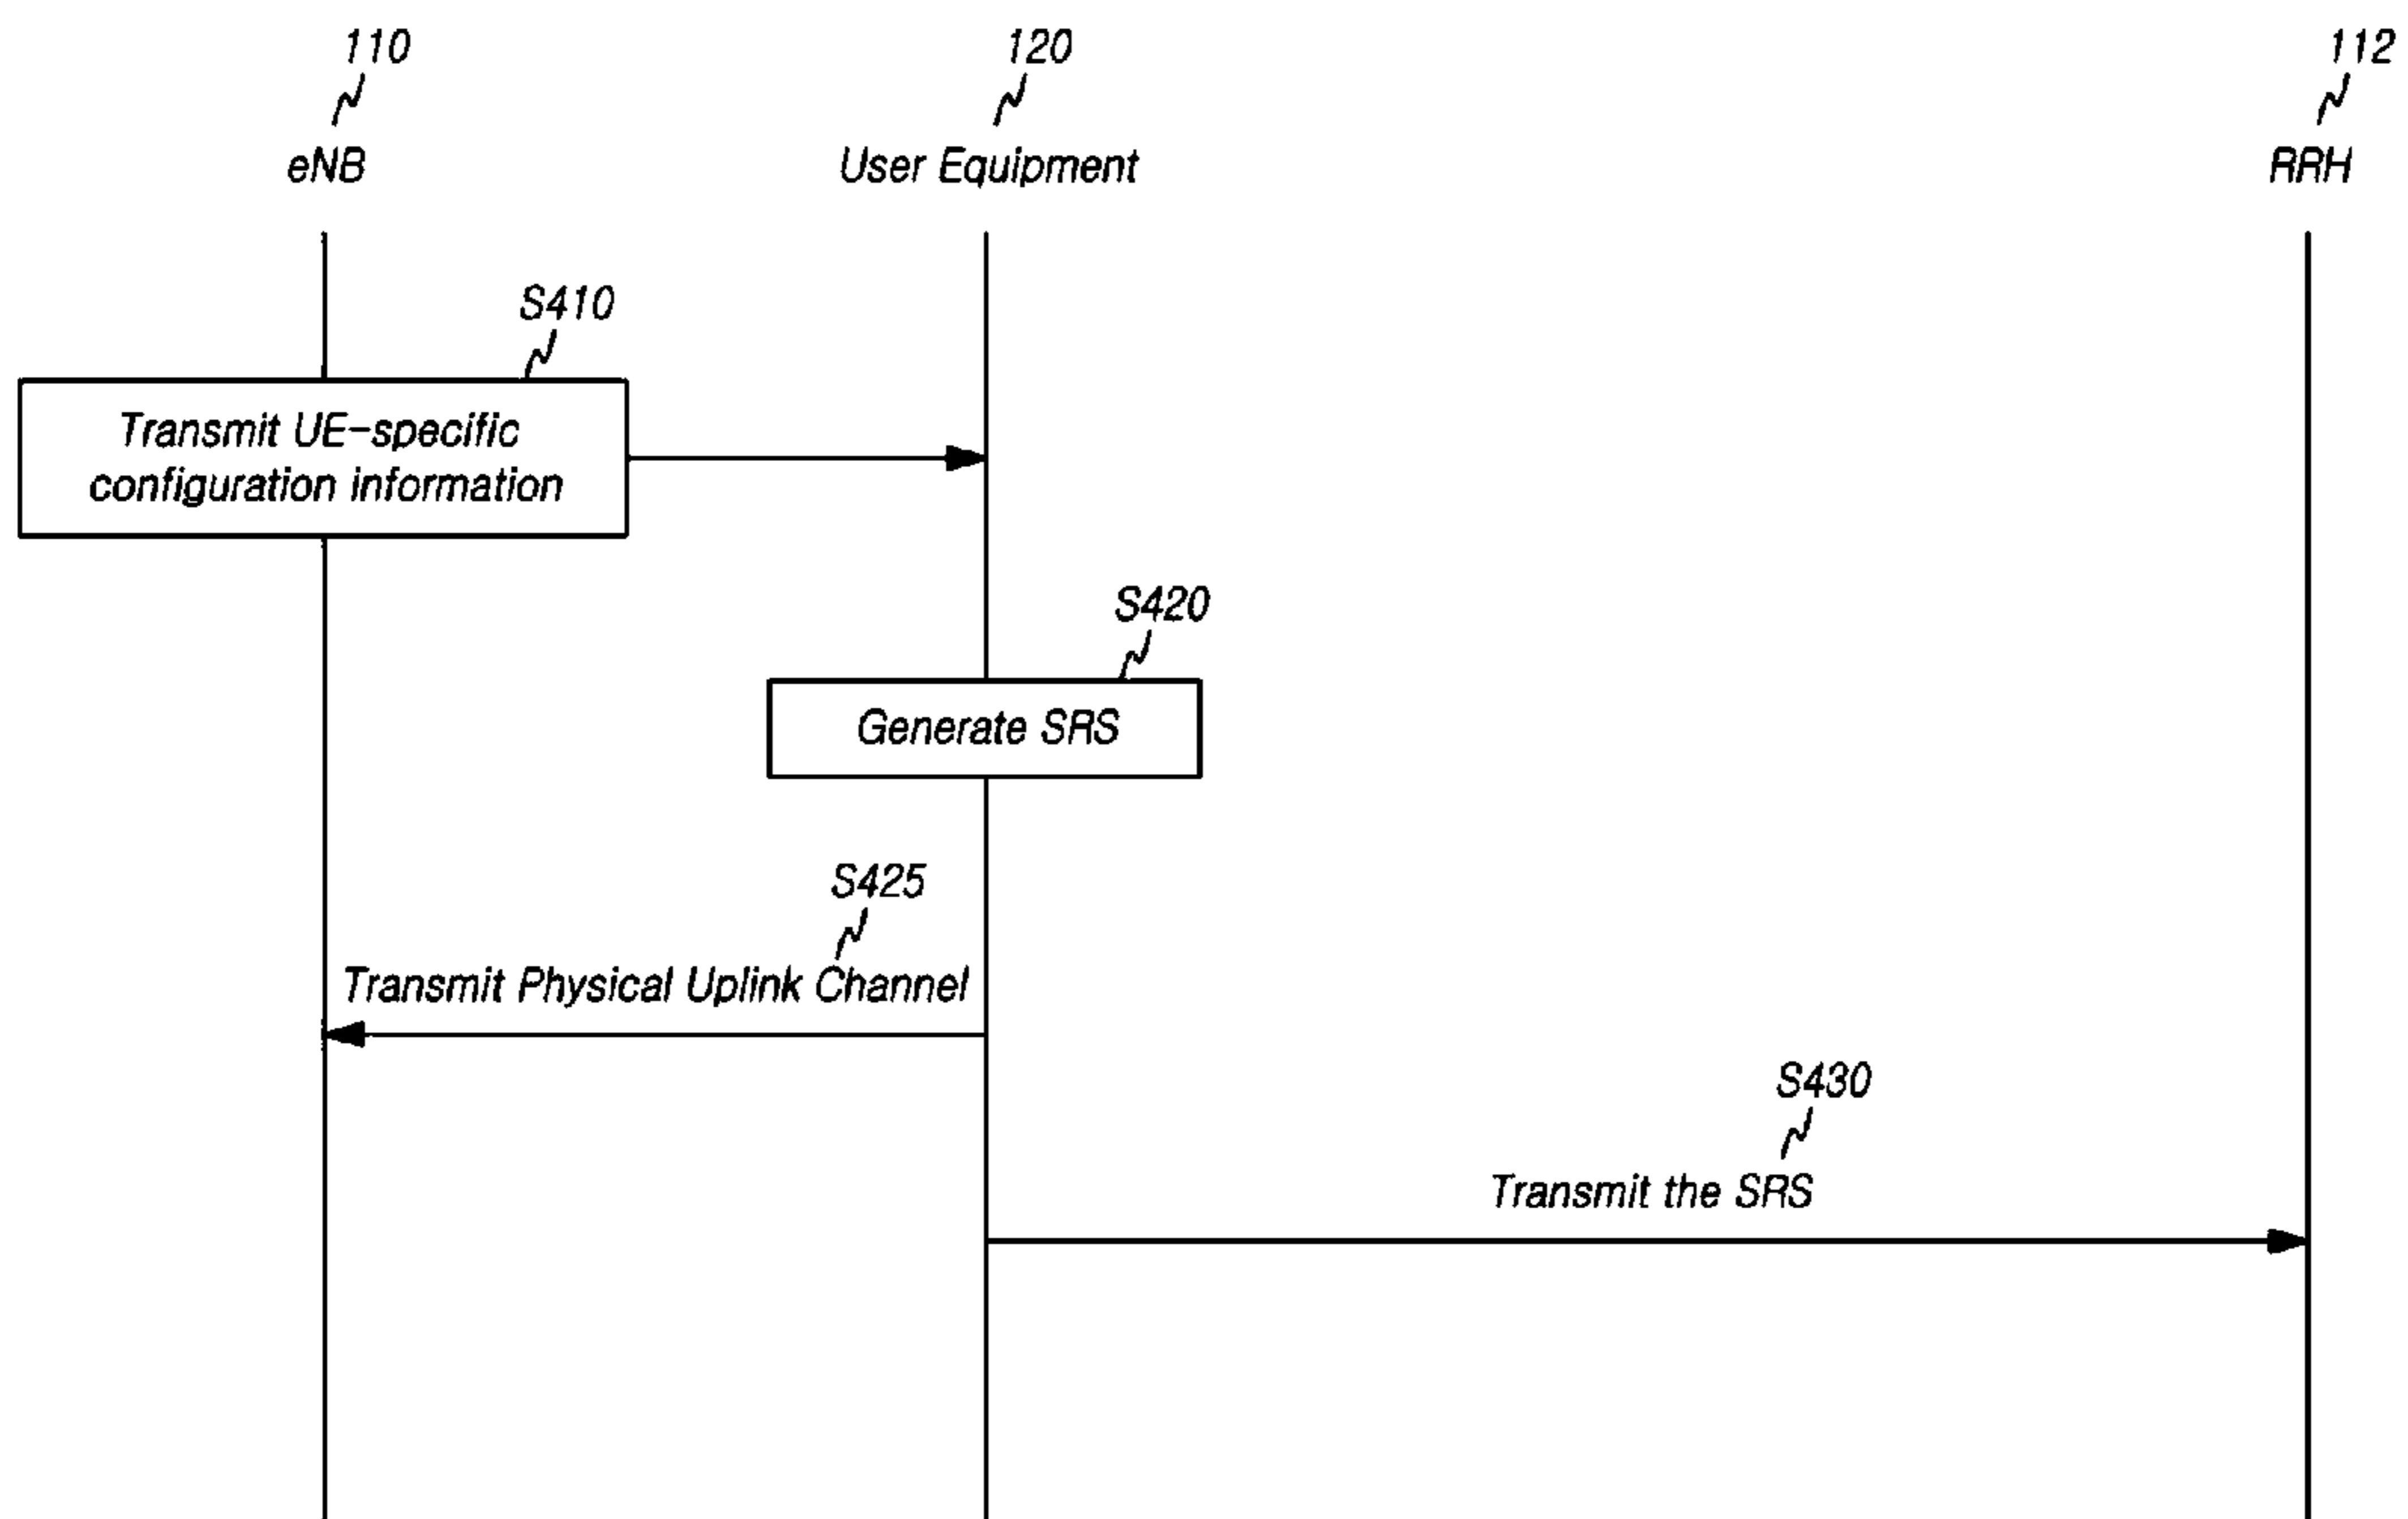 110
120
112
eNB
User Equipment
RRH
S410
Transmit UE-specific
configuration information
S420
Generate SRS
S425
Transmit Physical Uplink Channel
S430
Transmit the SRS